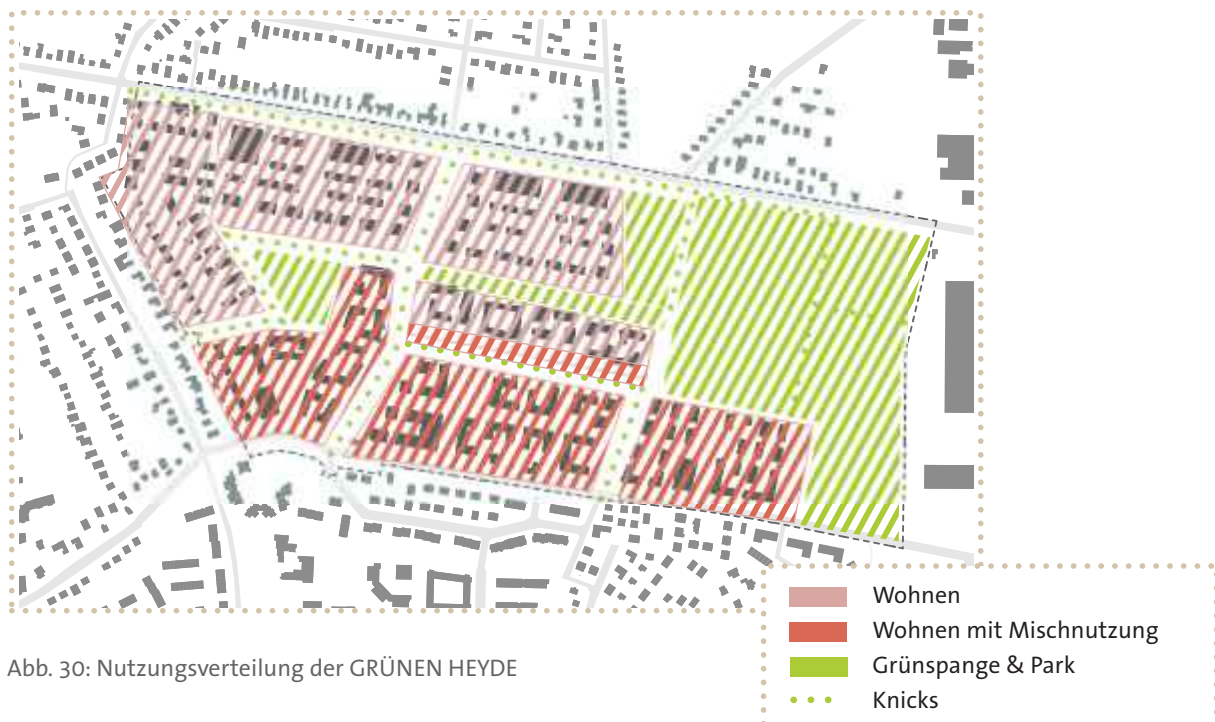 Wohnen
Wohnen mit Mischnutzung
Grünspange & Park
Knicks
Abb. 30: Nutzungsverteilung der GRÜNEN HEYDE